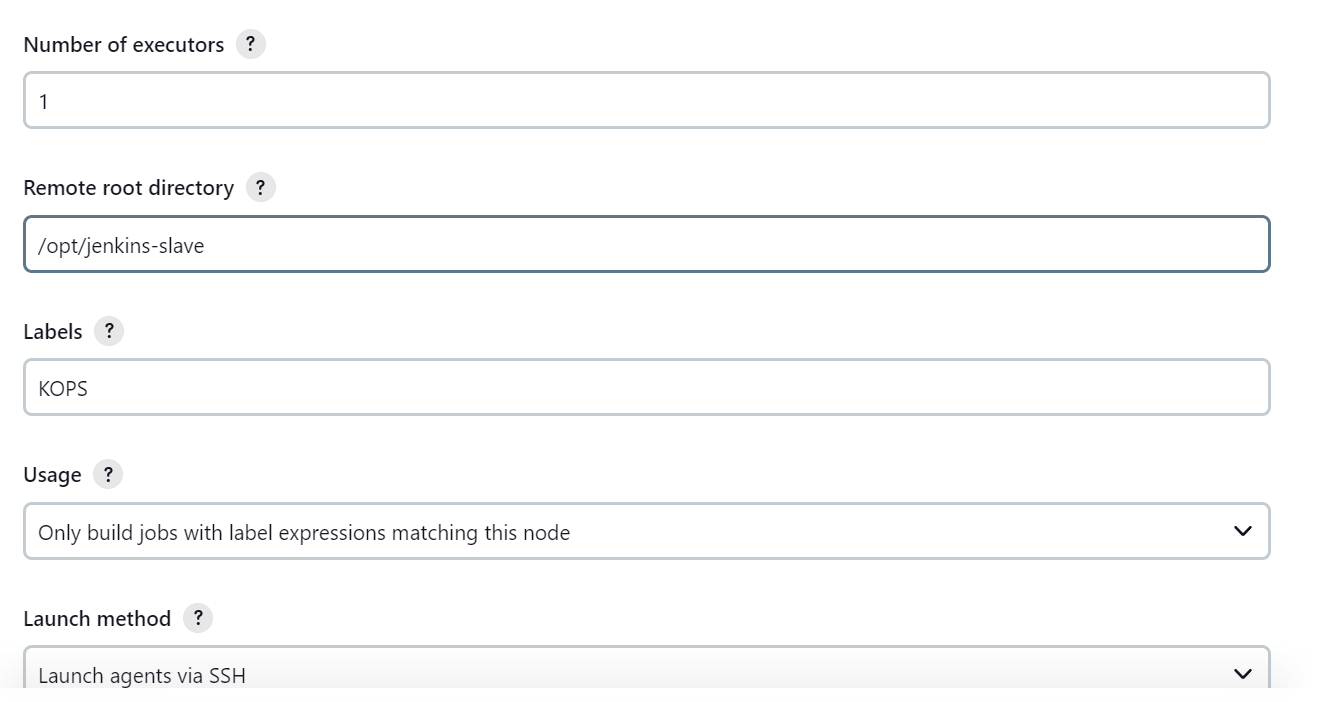 Number of executors ?
1
Remote root directory ?
/opt/jenkins-slave
Labels ?
KOPS
Usage ?
Only build jobs with label expressions matching this node
Launch method ?
Launch agents via SSH